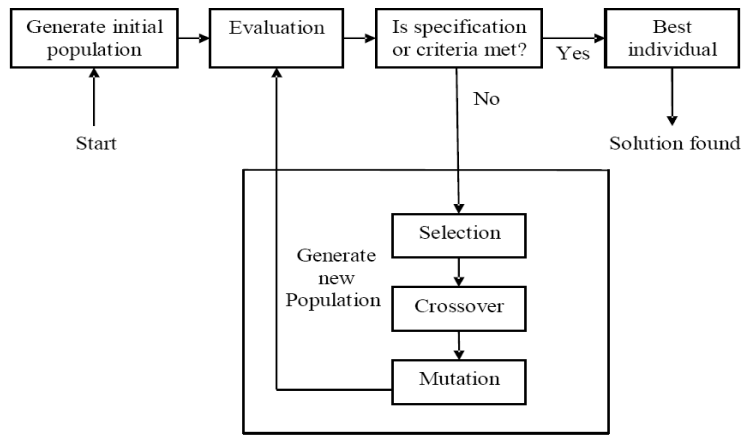 Generate initial
population
Evaluation
Is specification
or criteria met?
Yes
Best
individual
No
Start
Solution found
Selection
Generate
new
Population
Crossover
Mutation